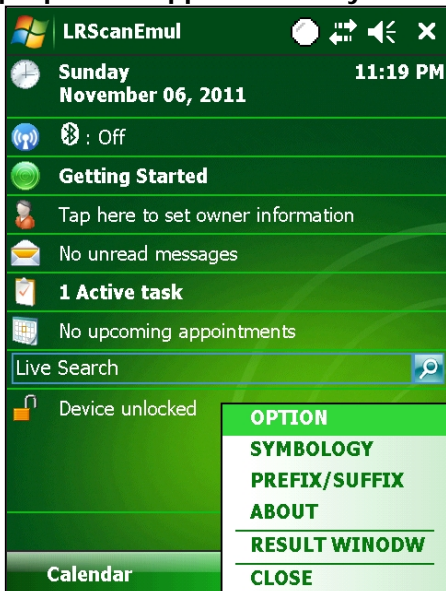 LRScanEmul
Sunday 11:19 PM
November 06, 2011
: Off
Getting Started
Tap here to set owner information
No unread messages
1 Active task
No upcoming appointments
Live Search
Device unlocked
OPTION
SYMBOLOGY
PREFIX/SUFFIX
ABOUT
RESULT WINODW
Calendar
CLOSE